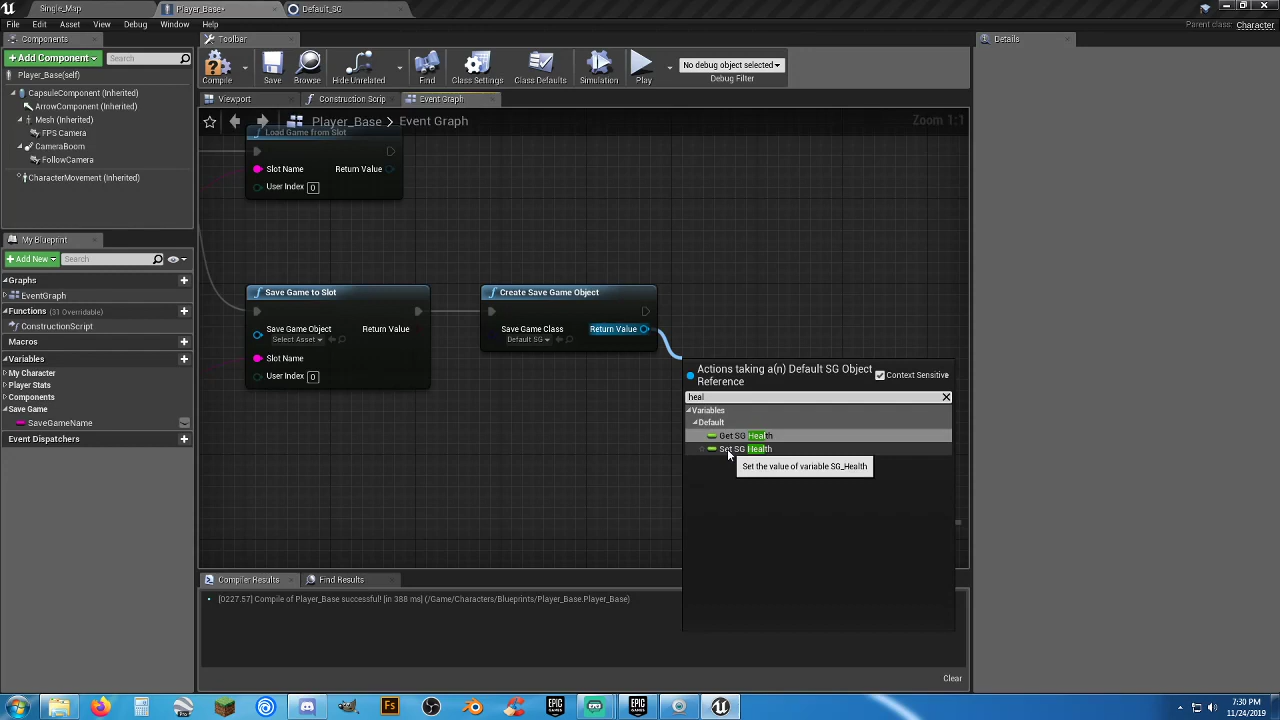 Single_Map
Player_Base*
Default_SG
File
Edit
Asset
View
Debug
Window
Help
Parent class: Character
Components
Toolbar
Details
+ Add Component
Search
Player_Base(self)
CapsuleComponent (Inherited)
ArrowComponent (Inherited)
Mesh (Inherited)
FPS Camera
CameraBoom
FollowCamera
CharacterMovement (Inherited)
Compile
Save
Browse
Hide Unrelated
Find
Class Settings
Class Defaults
Simulation
Play
No debug object selected
Debug Filter
Viewport
Construction Scrip
Event Graph
Player_Base > Event Graph
Zoom 1:1
Load Game from Slot
Slot Name
Return Value
User Index 0
My Blueprint
+ Add New
Search
Graphs
EventGraph
Functions (31 Overridable)
ConstructionScript
Macros
Variables
My Character
Player Stats
Components
Save Game
SaveGameName
Event Dispatchers
Save Game to Slot
Save Game Object
Select Asset
Return Value
Slot Name
User Index 0
Create Save Game Object
Save Game Class
Default SG
Return Value
Actions taking a(n) Default SG Object
Reference
Context Sensitive
heal
Variables
Default
Get SG Health
Set SG Health
Set the value of variable SG_Health
Compiler Results
Find Results
[0227.57] Compile of Player_Base successful! [in 388 ms] (/Game/Characters/Blueprints/Player_Base.Player_Base)
Clear
Pro
Fs
EPIC
GAMES
EPIC
GAMES
7:30 PM
11/24/2019